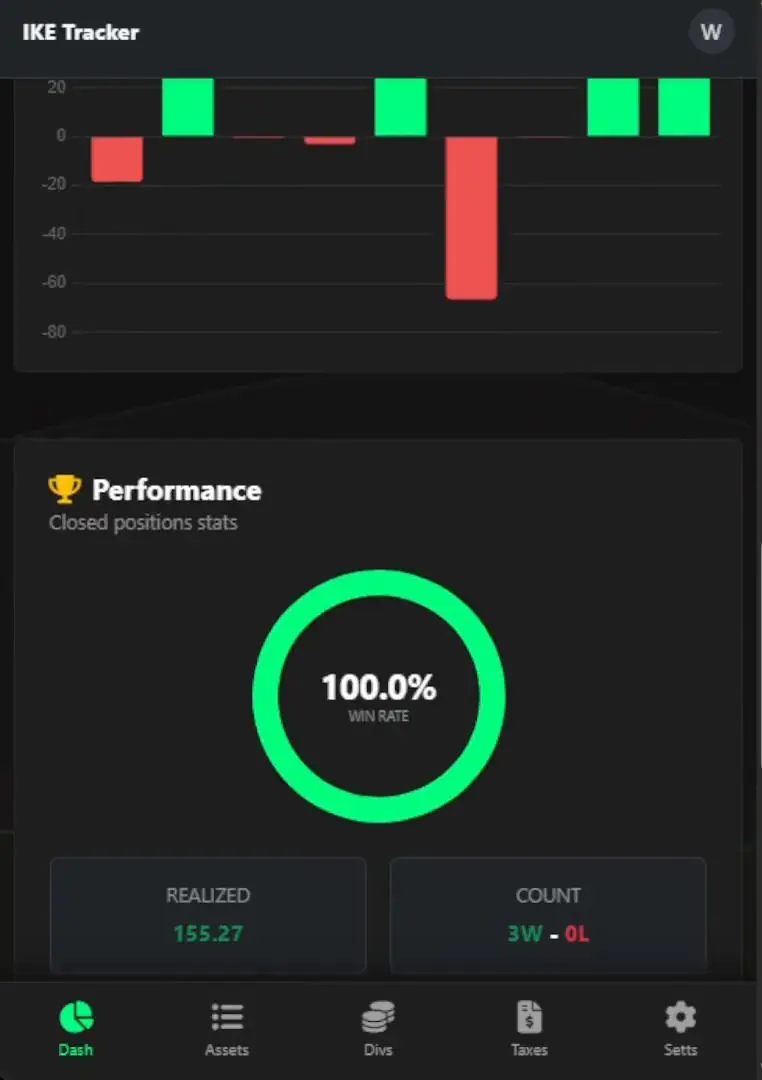 IKE Tracker
W
20
0
-20
-40
-60
-80
Performance
Closed positions stats
100.0%
WIN RATE
REALIZED
155.27
COUNT
3W - 0L
Dash
Assets
Divs
Taxes
Setts